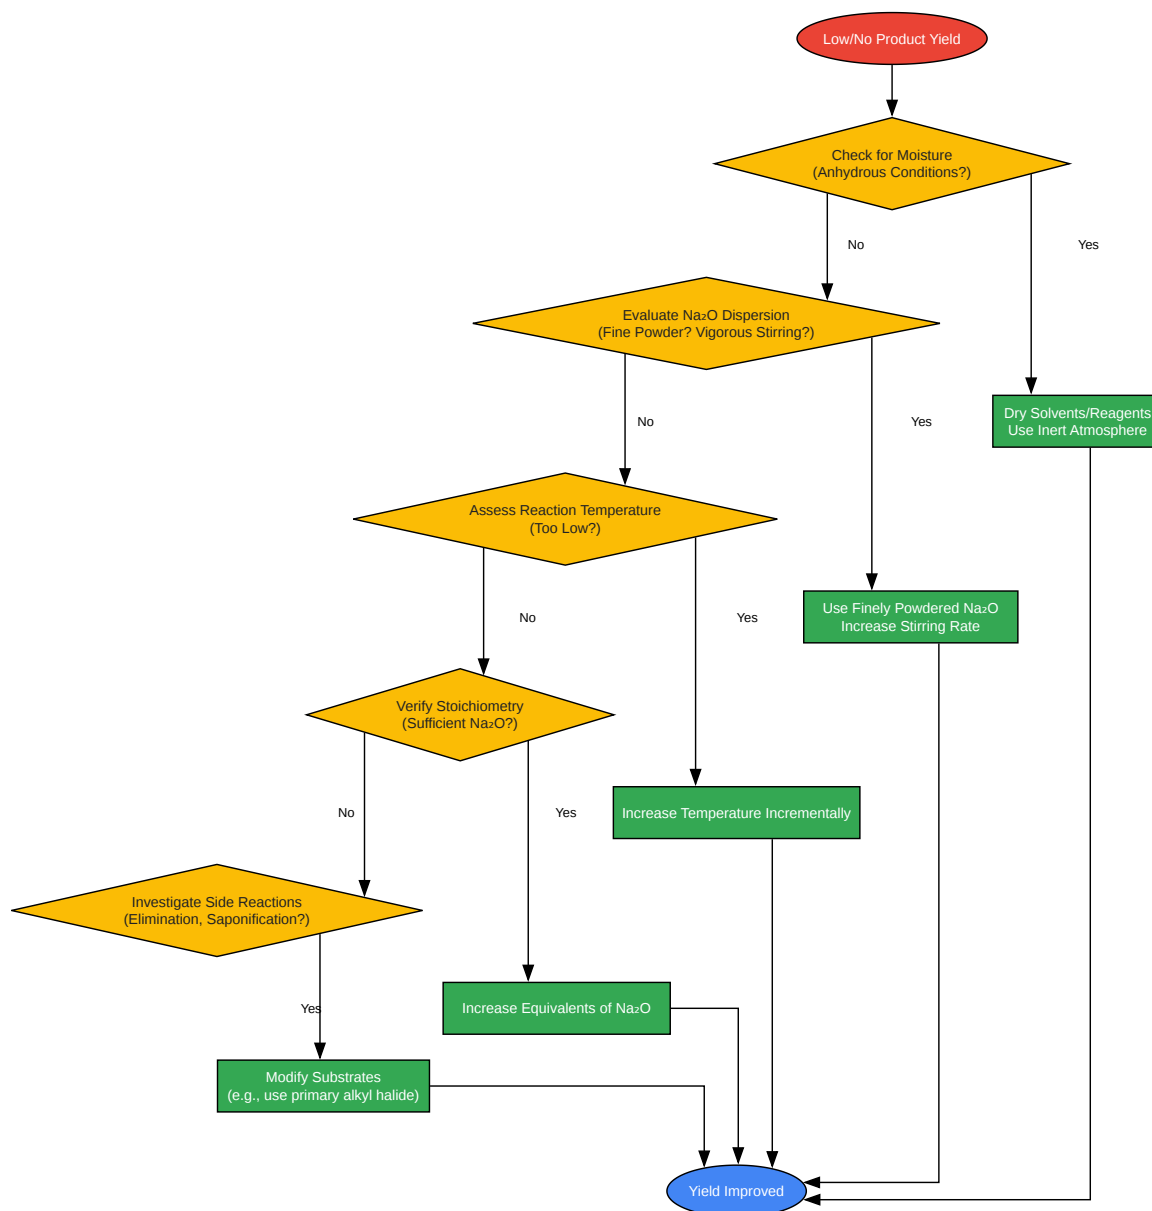 Low/No Product Yield
Check for Moisture
(Anhydrous Conditions?)
No
Yes
Evaluate Na₂O Dispersion
(Fine Powder? Vigorous Stirring?)
No
Yes
Dry Solvents/Reagents
Use Inert Atmosphere
Assess Reaction Temperature
(Too Low?)
No
Yes
Use Finely Powdered Na₂O
Increase Stirring Rate
Verify Stoichiometry
(Sufficient Na₂O?)
No
Yes
Increase Temperature Incrementally
Investigate Side Reactions
(Elimination, Saponification?)
Yes
Increase Equivalents of Na₂O
Modify Substrates
(e.g., use primary alkyl halide)
Yield Improved